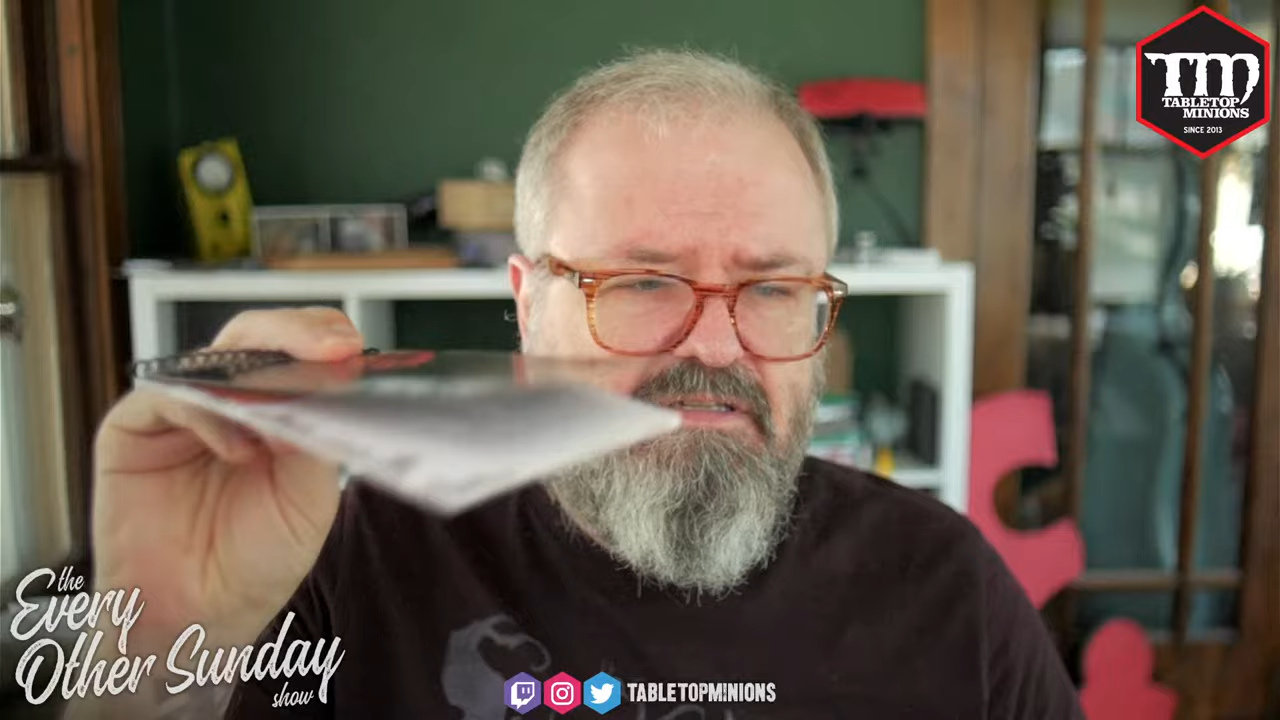 TM
TABLETOP
MINIONS
SINCE 2013
the
Every
Other Sunday
show
TABLETOPMINIONS